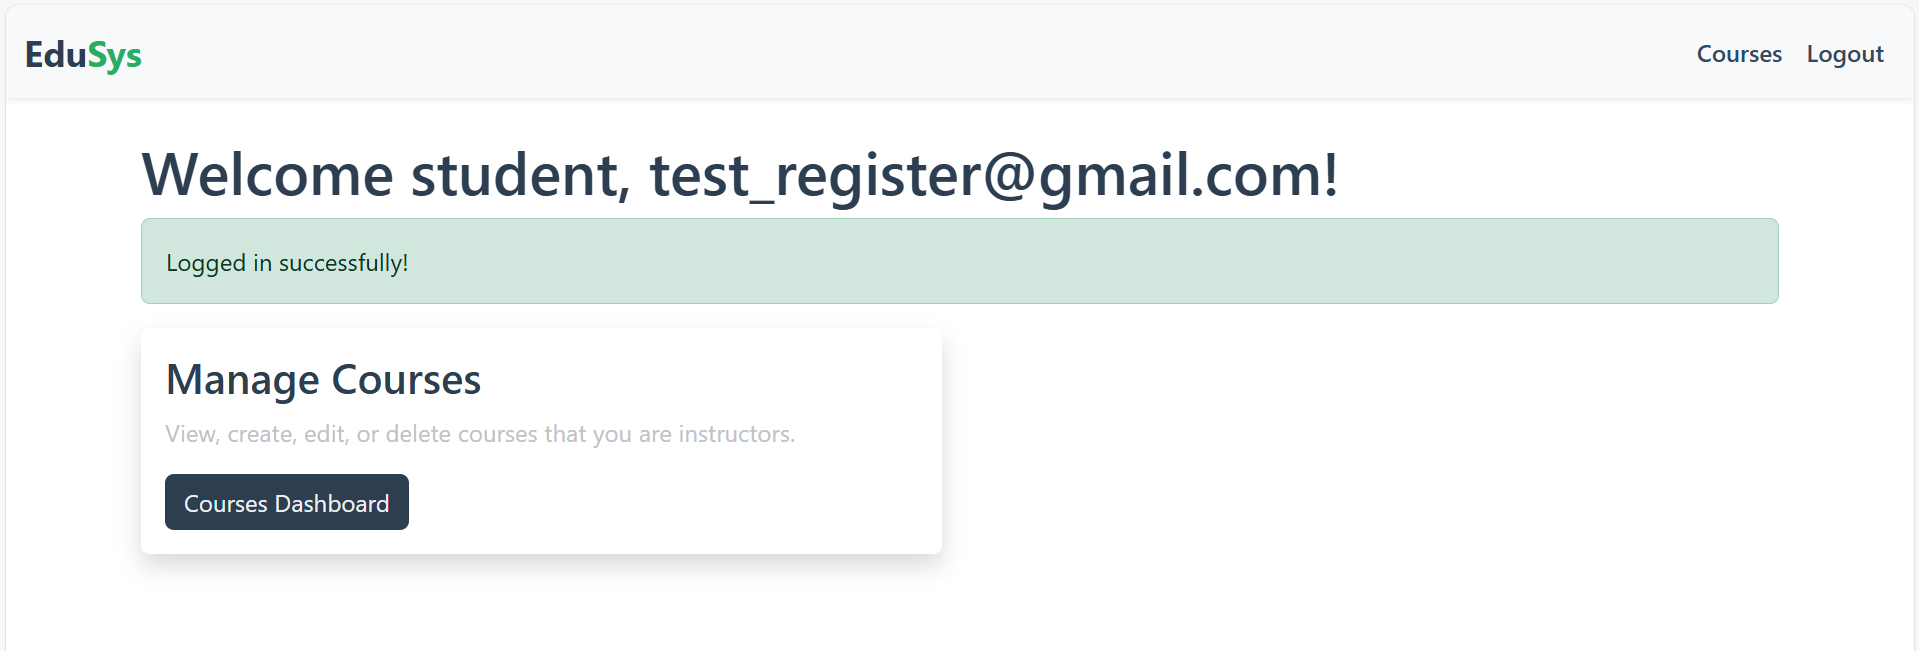 EduSys
Courses Logout
Welcome student, test_register@gmail.com!
Logged in successfully!
Manage Courses
View, create, edit, or delete courses that you are instructors.
Courses Dashboard